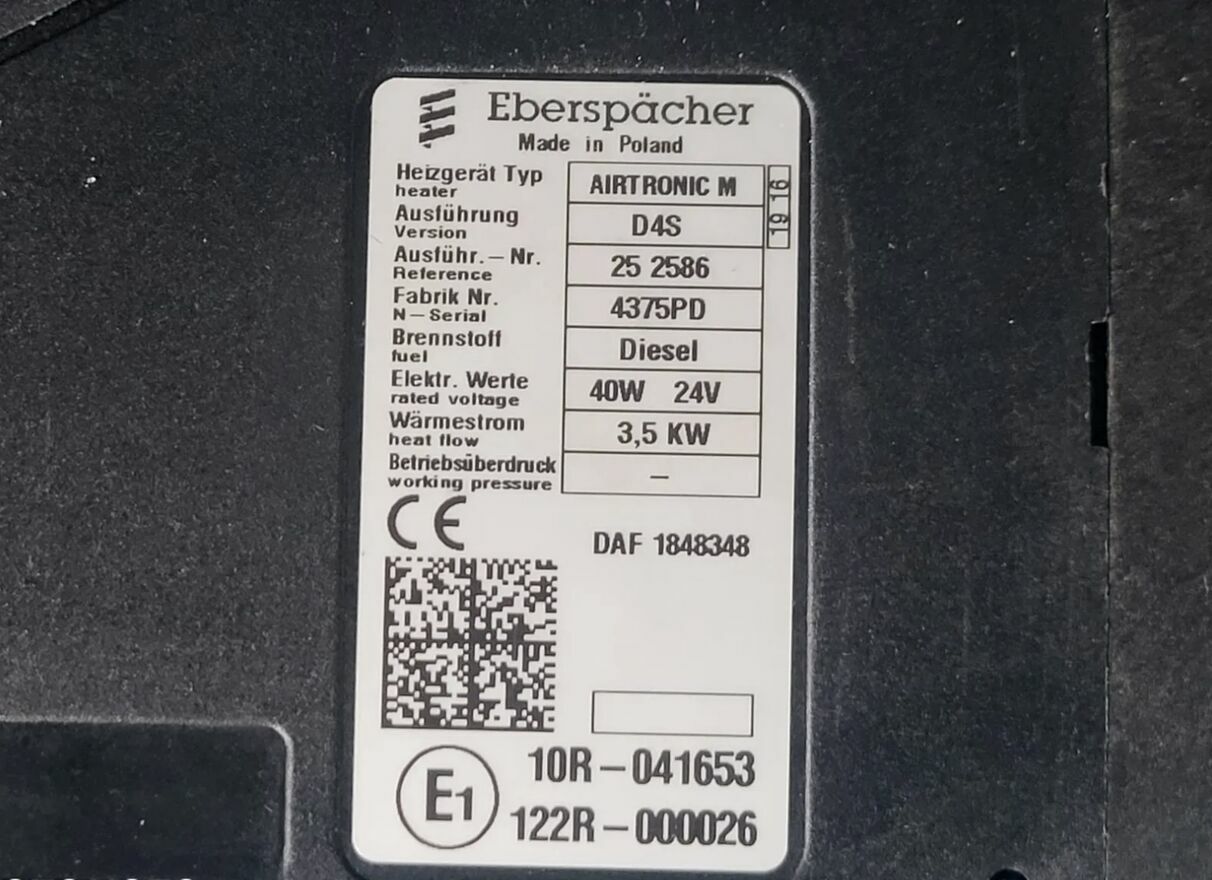 Eberspächer
Made in Poland
Heizgerät Typ
heater
AIRTRONIC M
19 16
Ausführung
Version
D4S
Ausführ.-Nr.
Reference
25 2586
Fabrik Nr.
N-Serial
4375PD
Brennstoff
fuel
Diesel
Elektr. Werte
rated voltage
40W 24V
Wärmestrom
heat flow
3,5 KW
Betriebsüberdruck
working pressure
–
CE
DAF 1848348
E1
10R-041653
122R-000026